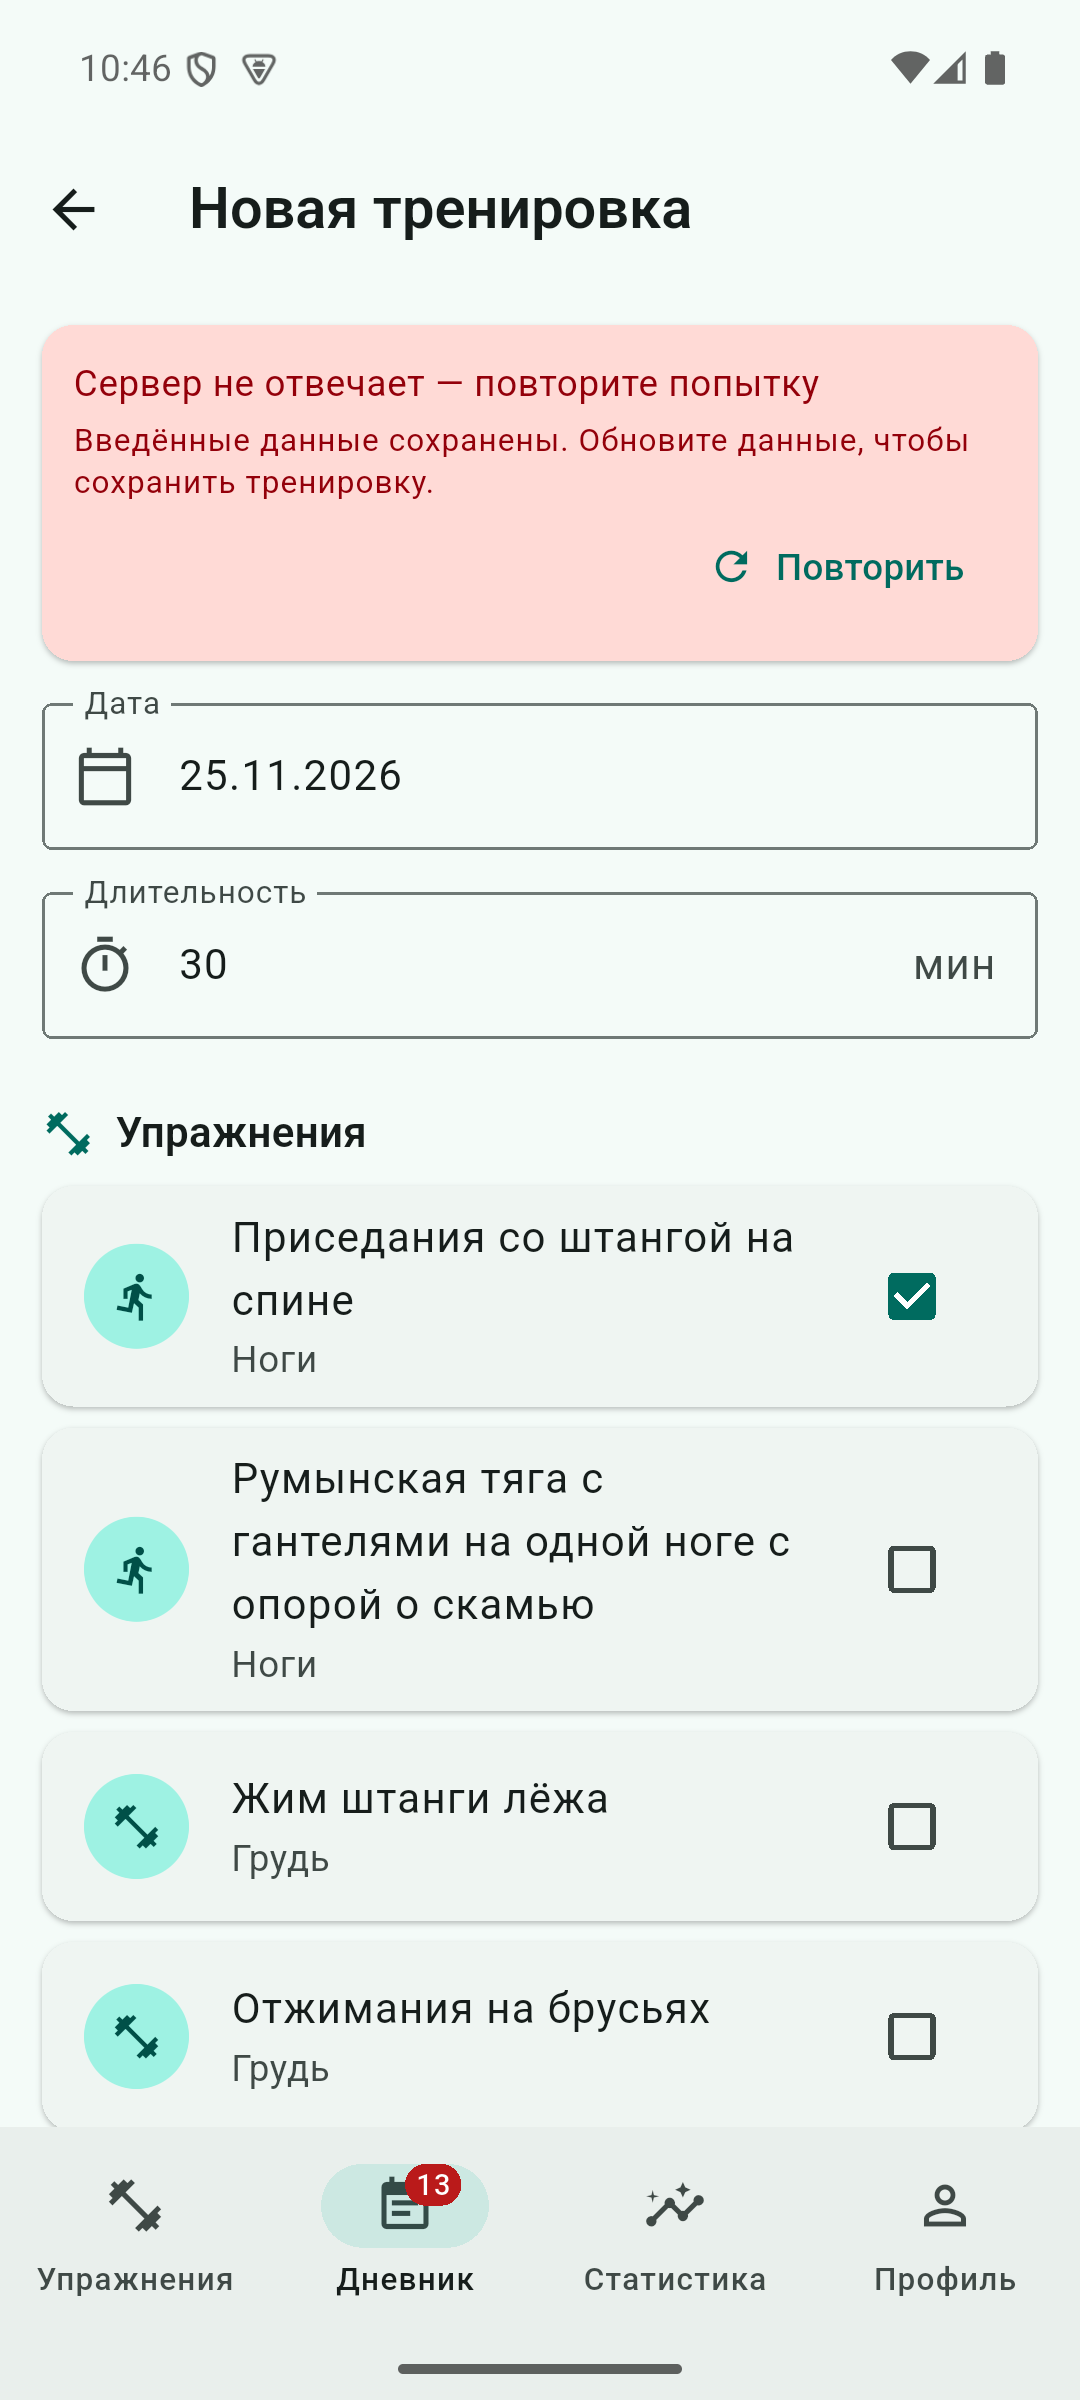 10:46
Новая тренировка
Сервер не отвечает — повторите попытку
Введённые данные сохранены. Обновите данные, чтобы
сохранить тренировку.
Повторить
Дата
25.11.2026
Длительность
30 мин
Упражнения
Приседания со штангой на
спине
Ноги
Румынская тяга с
гантелями на одной ноге с
опорой о скамью
Ноги
Жим штанги лёжа
Грудь
Отжимания на брусьях
Грудь
13
Упражнения
Дневник
Статистика
Профиль